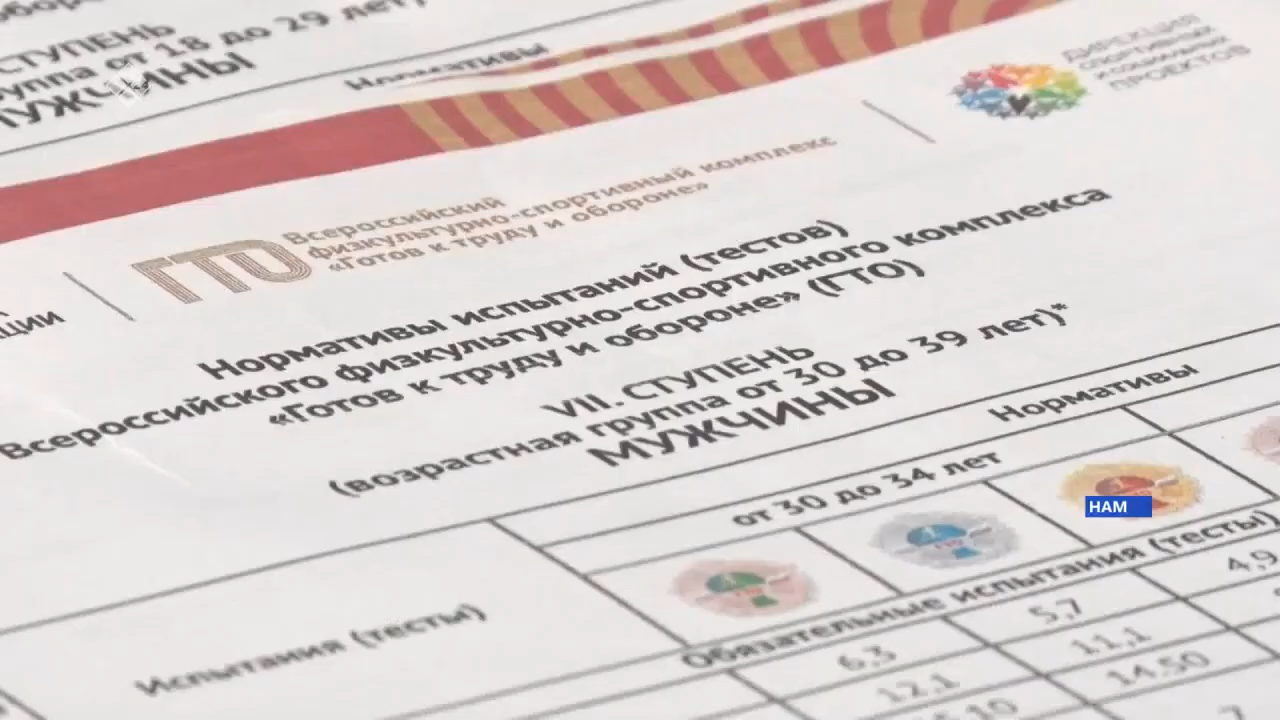 СТУПЕНЬ
группа от 18 до 29 лет)
МУЖЧИНЫ
Нормативы
ДИРЕКЦИЯ
СПОРТИВНЫХ
И СОЦИАЛЬНЫХ
ПРОЕКТОВ
ГТО
Всероссийский
физкультурно-спортивный комплекс
«Готов к труду и обороне»
Нормативы испытаний (тестов)
Всероссийского физкультурно-спортивного комплекса
«Готов к труду и обороне» (ГТО)
VII. СТУПЕНЬ
(возрастная группа от 30 до 39 лет)*
МУЖЧИНЫ
Нормативы
от 30 до 34 лет
НАМ
Испытания (тесты)
Обязательные испытания (тесты)
6,3 5,7 4,9
12,1 11,1
14.50